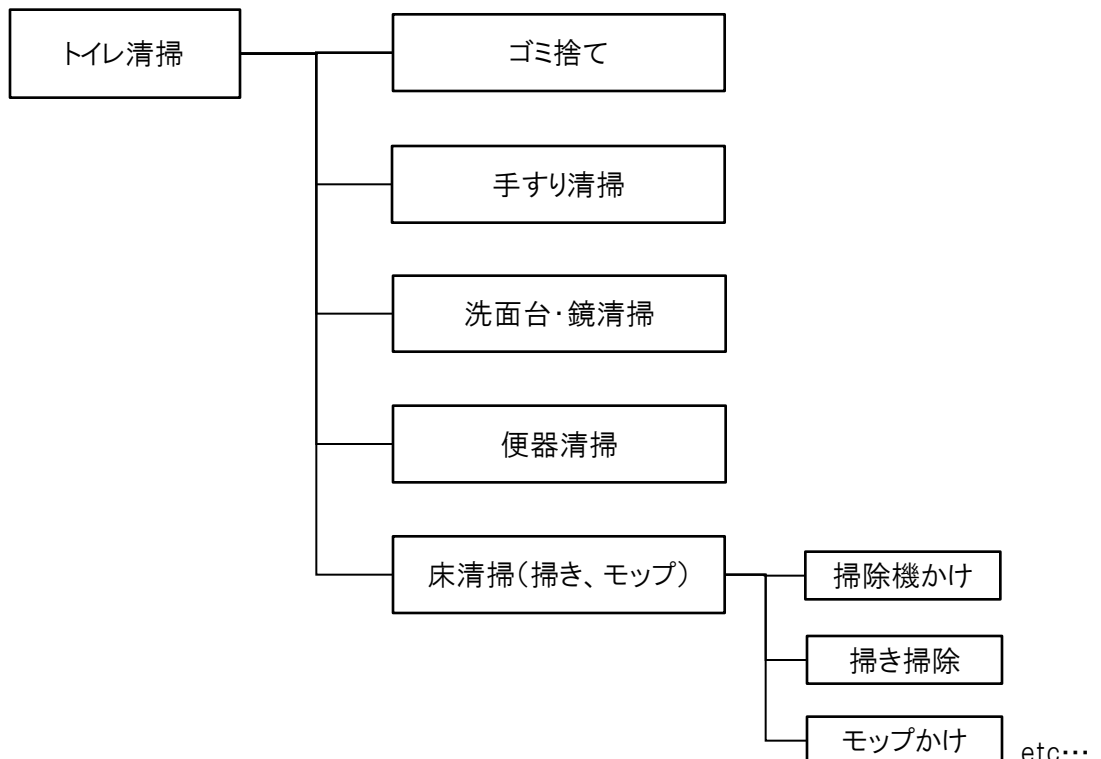 トイレ清掃
ゴミ捨て
手すり清掃
洗面台・鏡清掃
便器清掃
床清掃（掃き、モップ）
掃除機かけ
掃き掃除
モップかけ
etc…